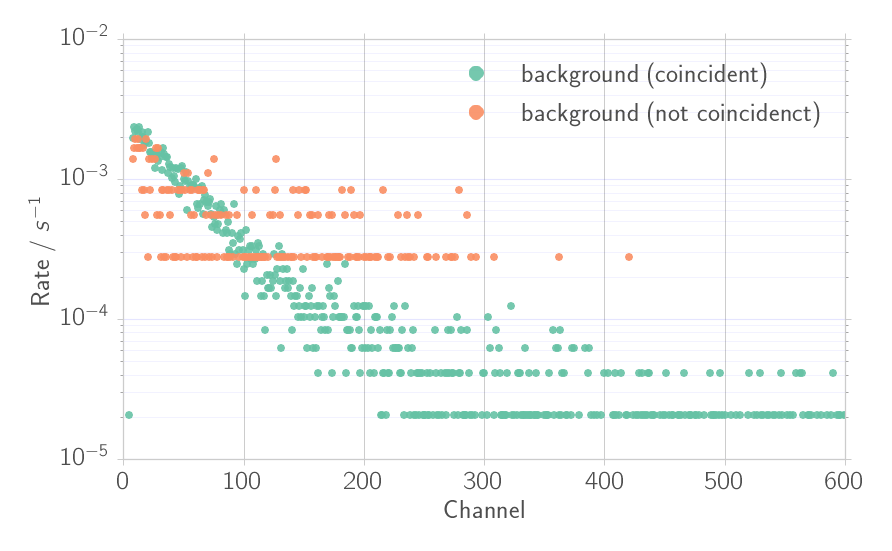 10⁻²
background (coincident)
background (not coincidenct)
10⁻³
Rate / s⁻¹
10⁻⁴
10⁻⁵
0 100 200 300 400 500 600
Channel